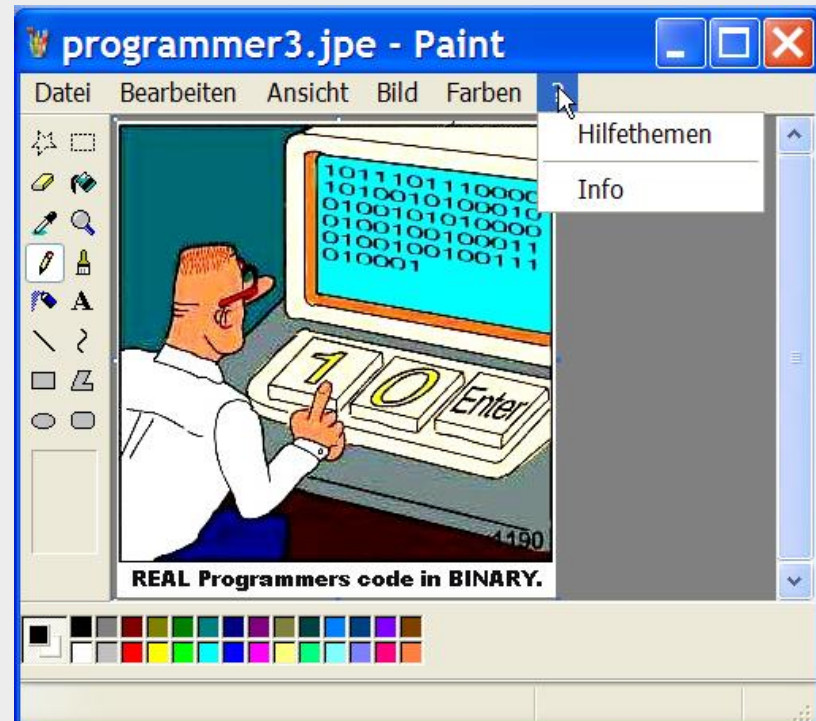 programmer3.jpe - Paint
Datei Bearbeiten Ansicht Bild Farben ?
Hilfethemen
Info
A
1011101110000
1010010100010
0100101010000
0100100100011
0100100100111
010001
1 0 Enter
1190
REAL Programmers code in BINARY.